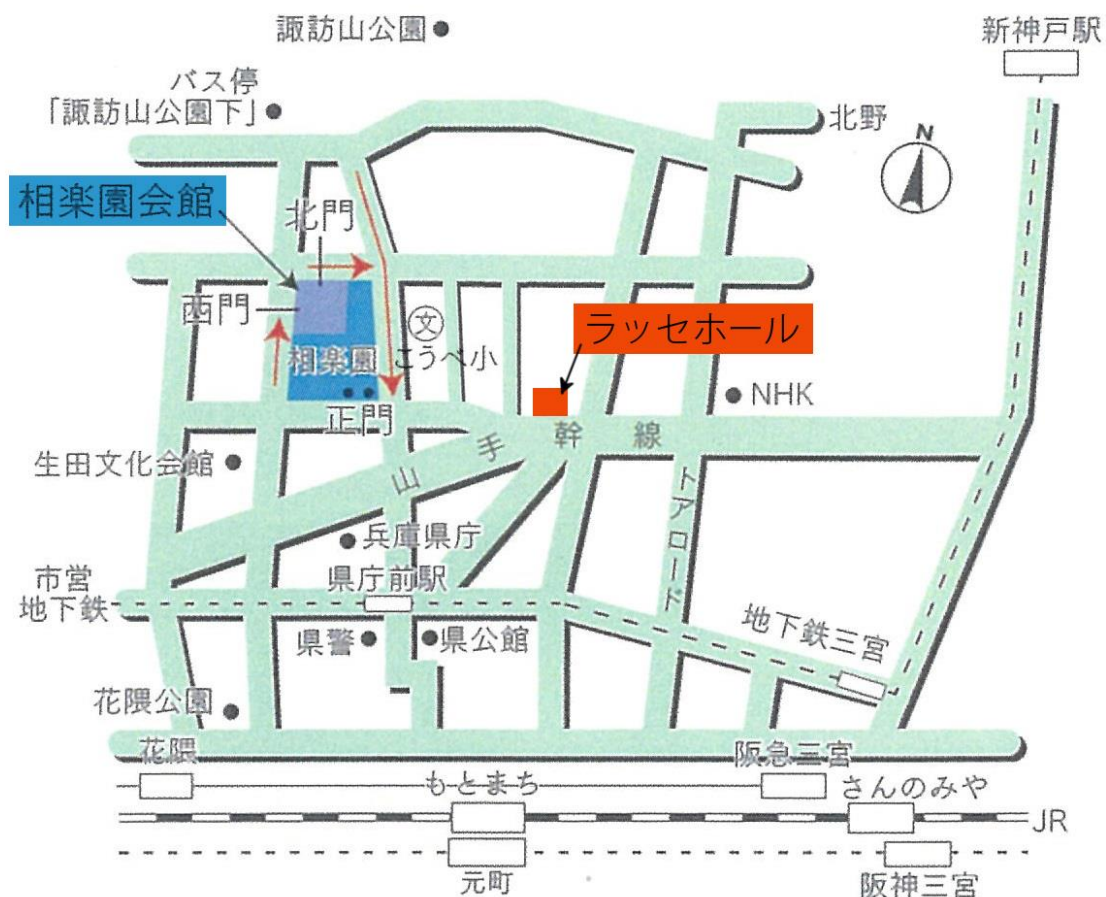 諏訪山公園
新神戸駅
バス停
「諏訪山公園下」
北野
N
相楽園会館
北門
西門
文
ラッセホール
相楽園
こうべ小
NHK
正門
山手幹線
生田文化会館
トアロード
兵庫県庁
市営
地下鉄
県庁前駅
地下鉄三宮
県警
県公館
花隈公園
花隈
阪急三宮
もとまち
さんのみや
JR
元町
阪神三宮